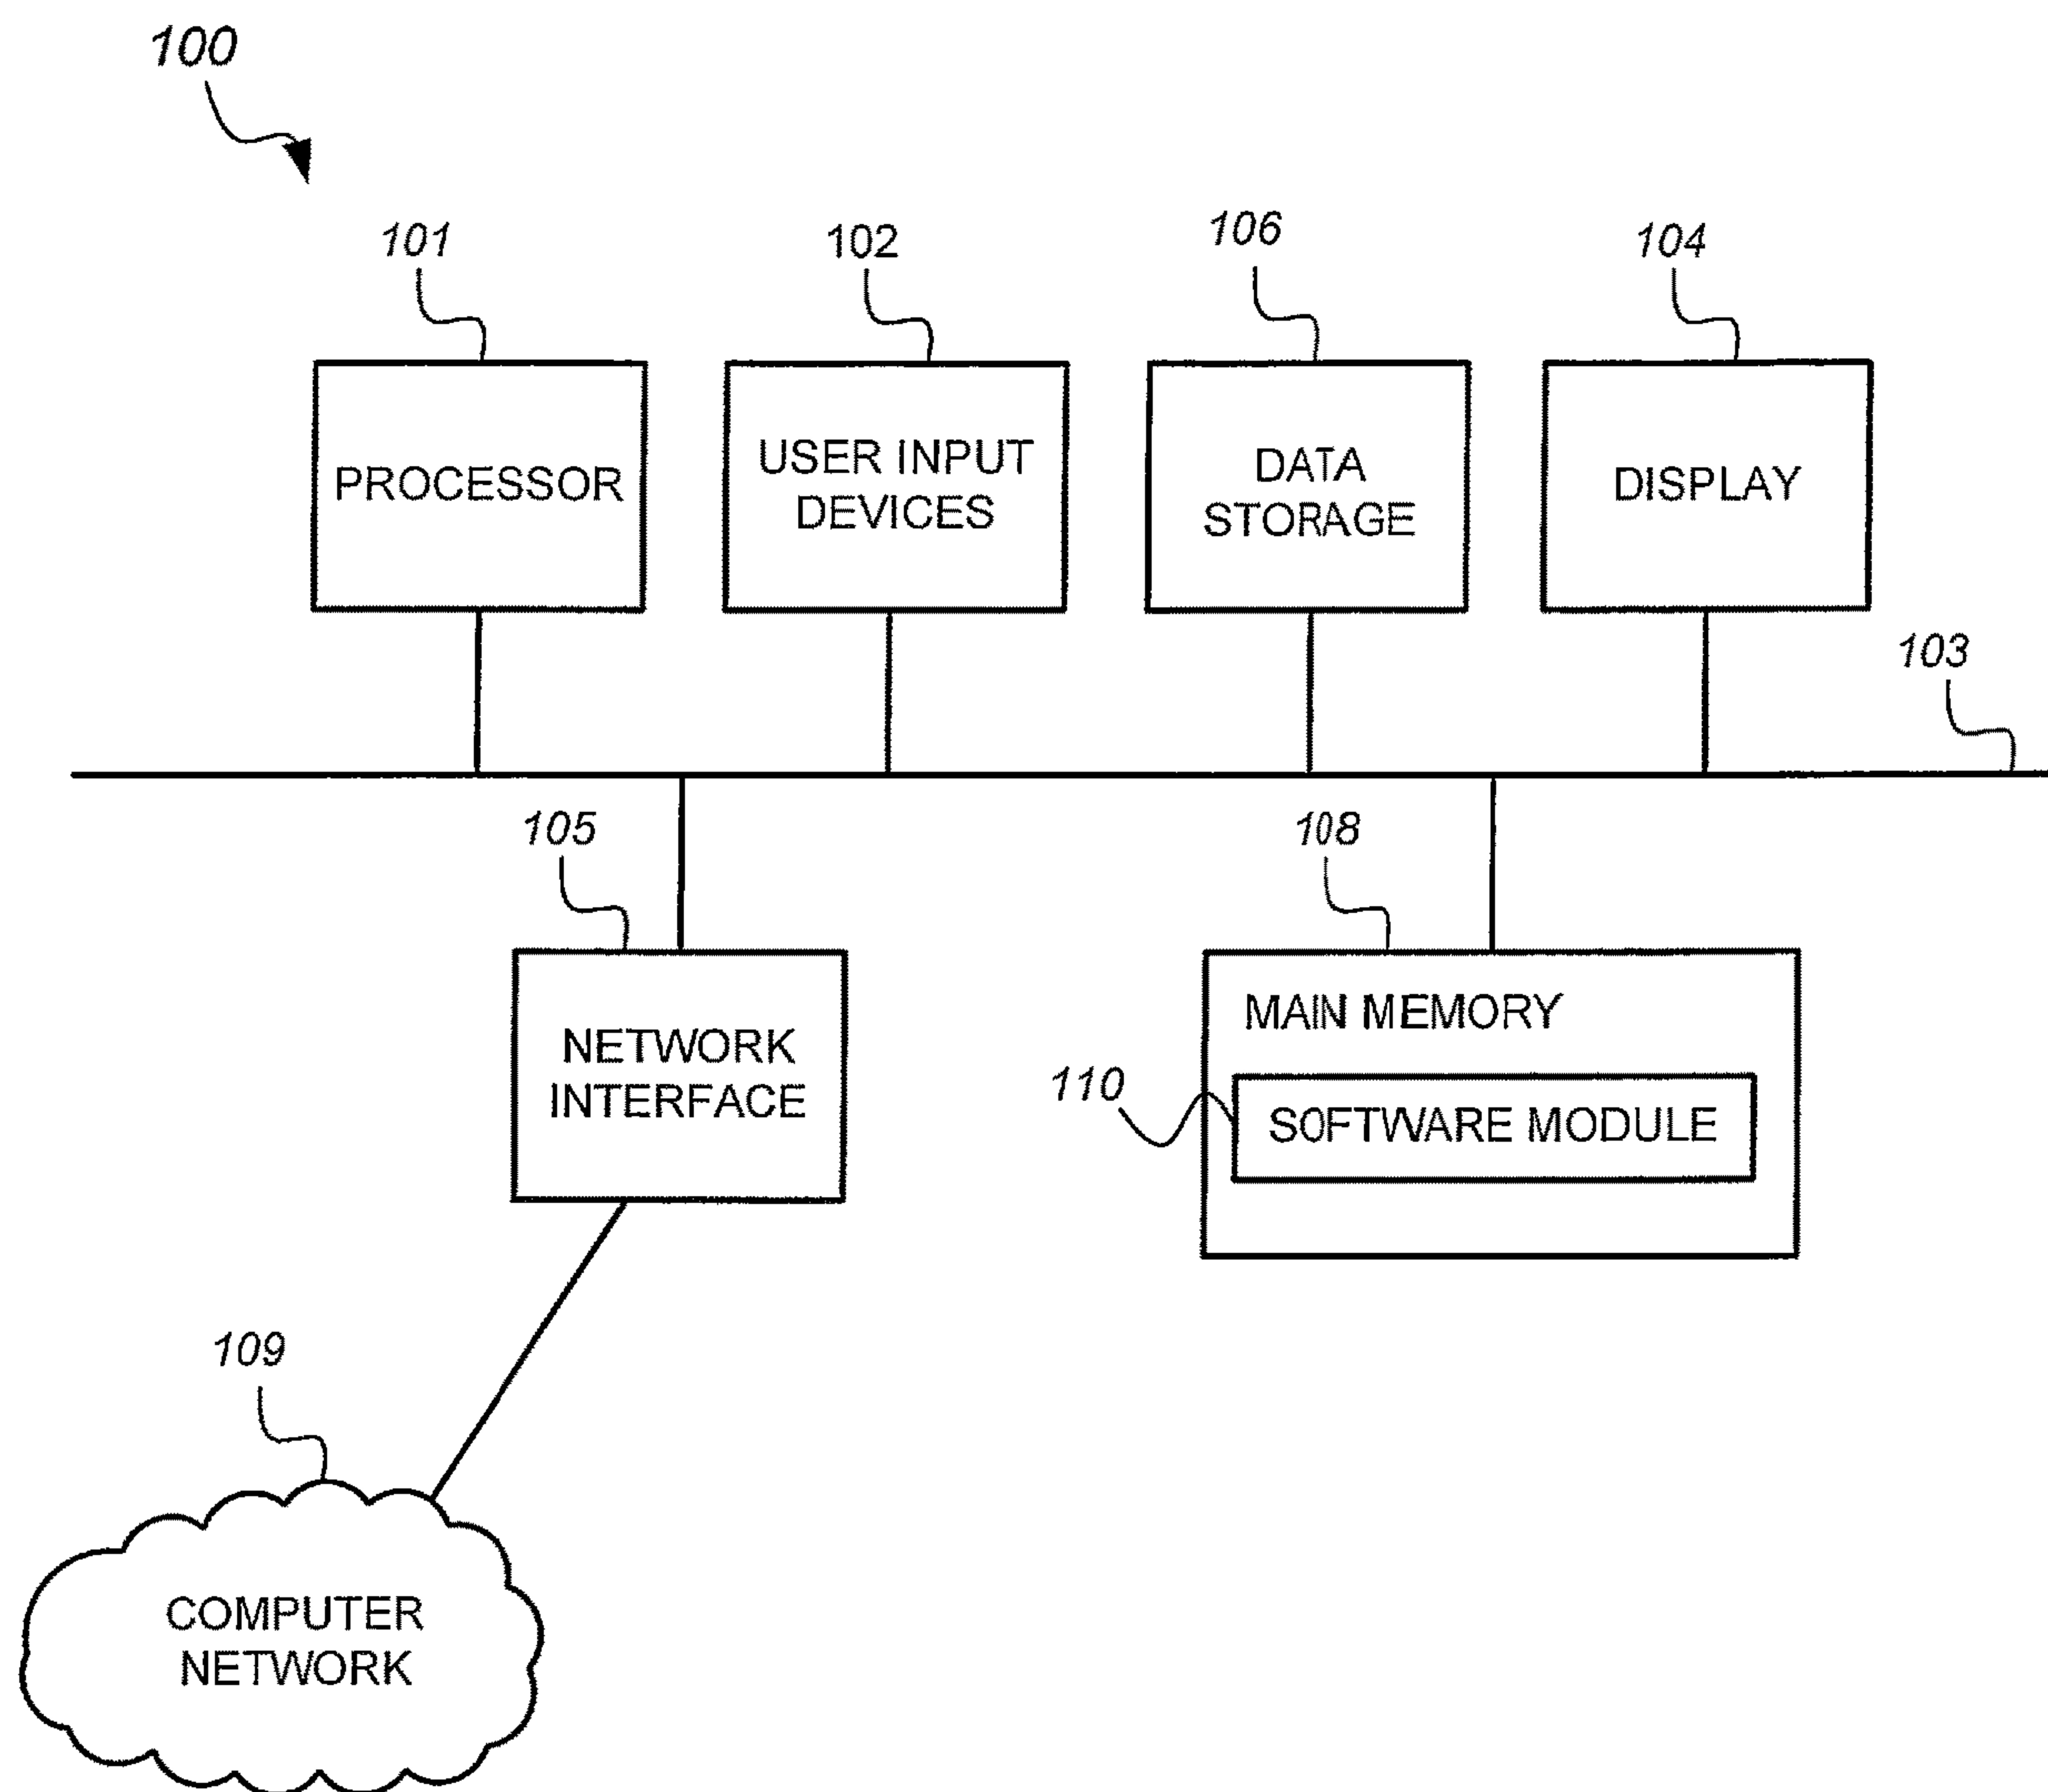 100
101
102
106
104
PROCESSOR
USER INPUT
DEVICES
DATA
STORAGE
DISPLAY
103
105
108
NETWORK
INTERFACE
MAIN MEMORY
110
SOFTWARE MODULE
109
COMPUTER
NETWORK